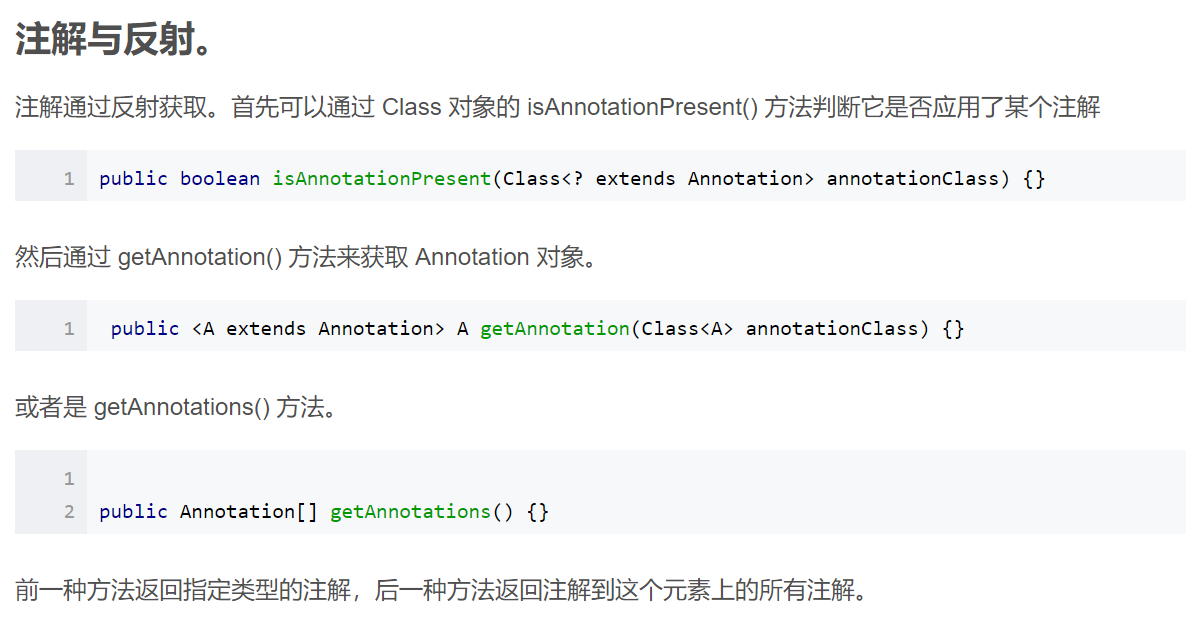 注解与反射。
注解通过反射获取。首先可以通过 Class 对象的 isAnnotationPresent() 方法判断它是否应用了某个注解
1 public boolean isAnnotationPresent(Class<? extends Annotation> annotationClass) {}
然后通过 getAnnotation() 方法来获取 Annotation 对象。
1 public <A extends Annotation> A getAnnotation(Class<A> annotationClass) {}
或者是 getAnnotations() 方法。
1
2 public Annotation[] getAnnotations() {}
前一种方法返回指定类型的注解，后一种方法返回注解到这个元素上的所有注解。